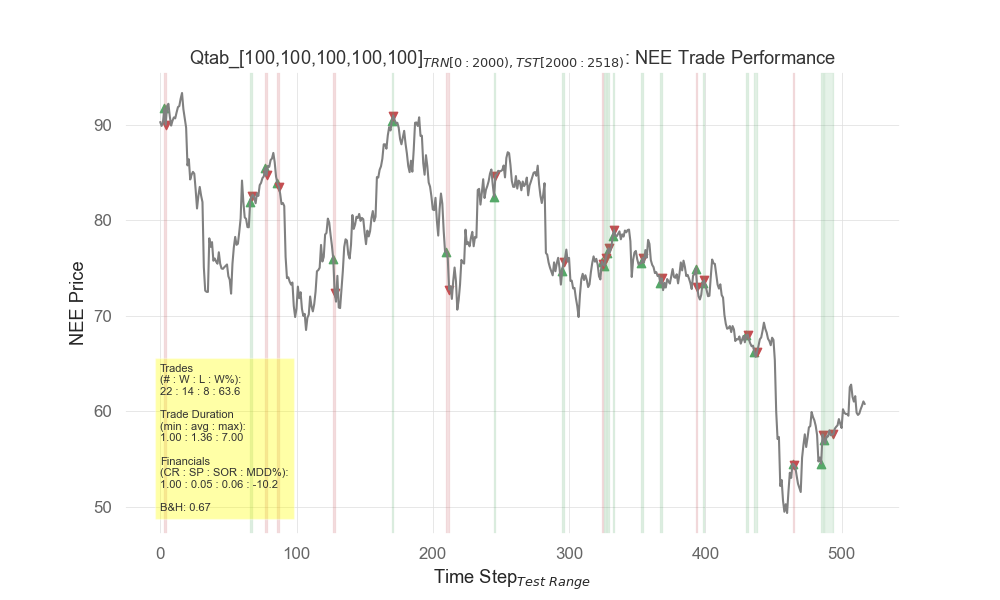 Qtab_[100,100,100,100,100]TRN[0 : 2000), TST[2000 : 2518): NEE Trade Performance
90
80
70
60
50
NEE Price
Trades
(# : W : L : W%):
22 : 14 : 8 : 63.6
Trade Duration
(min : avg : max):
1.00 : 1.36 : 7.00
Financials
(CR : SP : SOR : MDD%):
1.00 : 0.05 : 0.06 : -10.2
B&H: 0.67
0 100 200 300 400 500
Time Step Test Range